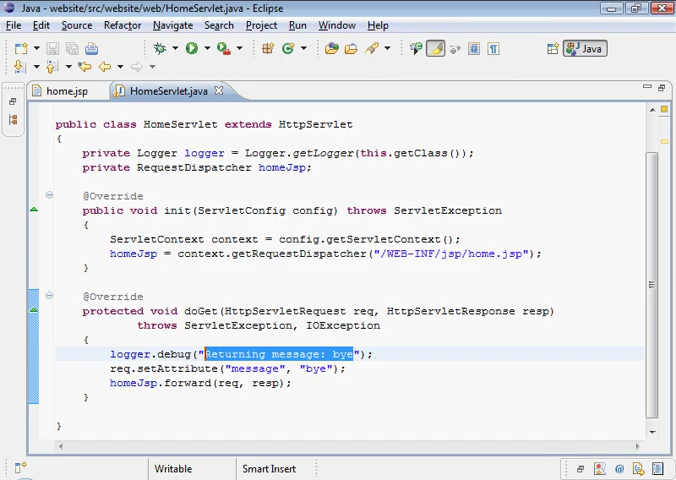 Java - website/src/website/web/HomeServlet.java - Eclipse
File Edit Source Refactor Navigate Search Project Run Window Help
Java
home.jsp HomeServlet.java
public class HomeServlet extends HttpServlet
{
private Logger logger = Logger.getLogger(this.getClass());
private RequestDispatcher homeJsp;
@Override
public void init(ServletConfig config) throws ServletException
{
ServletContext context = config.getServletContext();
homeJsp = context.getRequestDispatcher("/WEB-INF/jsp/home.jsp");
}
@Override
protected void doGet(HttpServletRequest req, HttpServletResponse resp)
throws ServletException, IOException
{
logger.debug("Returning message: bye");
req.setAttribute("message", "bye");
homeJsp.forward(req, resp);
}
}
Writable Smart Insert